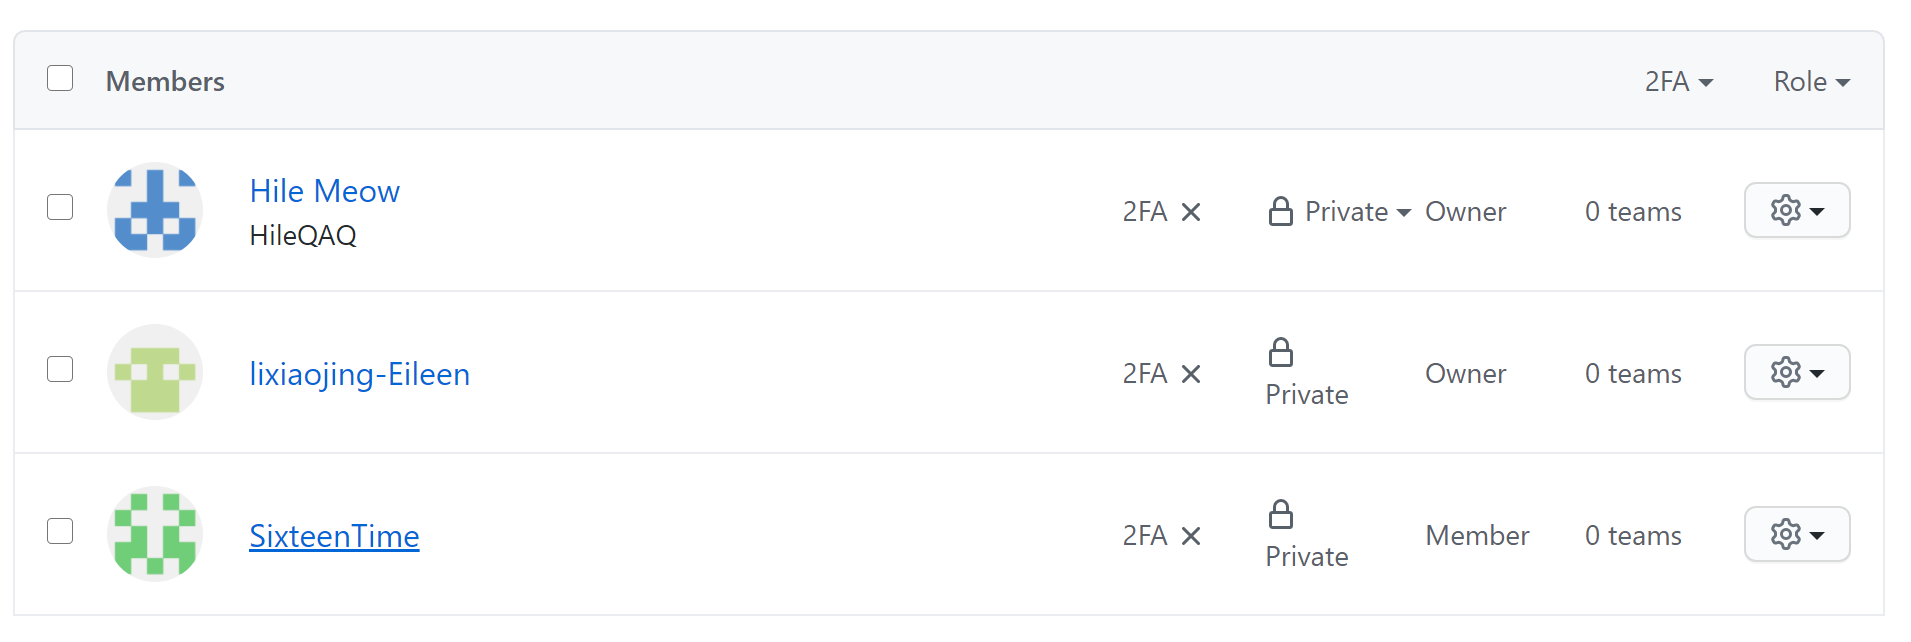 Members 2FA Role
Hile Meow
HileQAQ
2FA Private Owner 0 teams
lixiaojing-Eileen 2FA Private Owner 0 teams
SixteenTime 2FA Private Member 0 teams